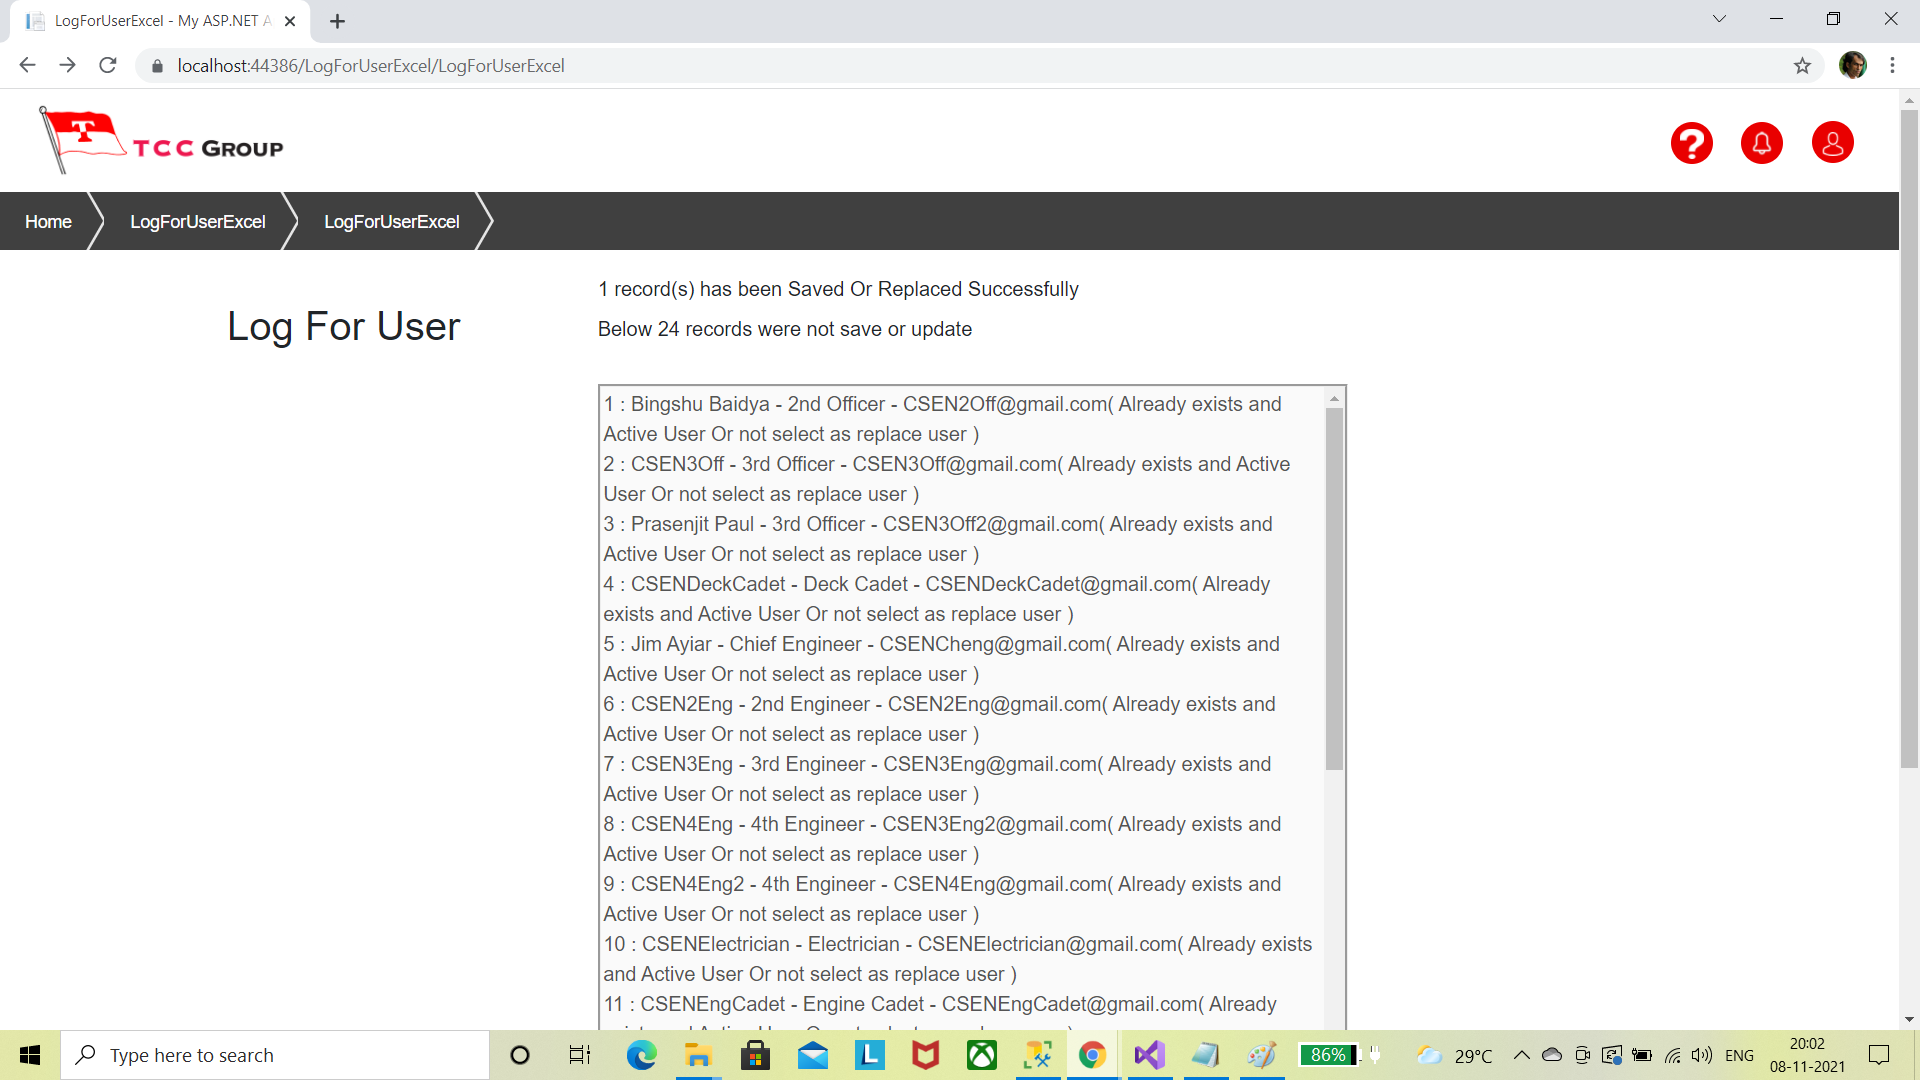 LogForUserExcel - My ASP.NET A
localhost:44386/LogForUserExcel/LogForUserExcel
T
TCC GROUP
Home
LogForUserExcel
LogForUserExcel
Log For User
1 record(s) has been Saved Or Replaced Successfully
Below 24 records were not save or update
1 : Bingshu Baidya - 2nd Officer - CSEN2Off@gmail.com( Already exists and
Active User Or not select as replace user )
2 : CSEN3Off - 3rd Officer - CSEN3Off@gmail.com( Already exists and Active
User Or not select as replace user )
3 : Prasenjit Paul - 3rd Officer - CSEN3Off2@gmail.com( Already exists and
Active User Or not select as replace user )
4 : CSENDeckCadet - Deck Cadet - CSENDeckCadet@gmail.com( Already
exists and Active User Or not select as replace user )
5 : Jim Ayiar - Chief Engineer - CSENCheng@gmail.com( Already exists and
Active User Or not select as replace user )
6 : CSEN2Eng - 2nd Engineer - CSEN2Eng@gmail.com( Already exists and
Active User Or not select as replace user )
7 : CSEN3Eng - 3rd Engineer - CSEN3Eng@gmail.com( Already exists and
Active User Or not select as replace user )
8 : CSEN4Eng - 4th Engineer - CSEN3Eng2@gmail.com( Already exists and
Active User Or not select as replace user )
9 : CSEN4Eng2 - 4th Engineer - CSEN4Eng@gmail.com( Already exists and
Active User Or not select as replace user )
10 : CSENElectrician - Electrician - CSENElectrician@gmail.com( Already exists
and Active User Or not select as replace user )
11 : CSENEngCadet - Engine Cadet - CSENEngCadet@gmail.com( Already
Type here to search
L
86%
29°C
ENG
20:02
08-11-2021